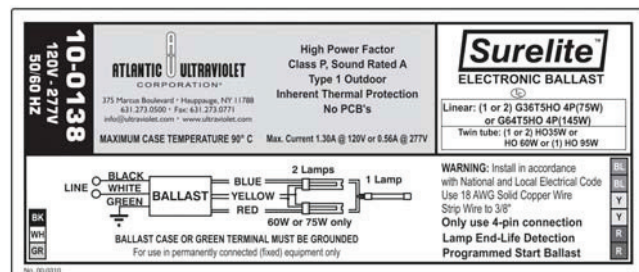 10-0138
120V - 277V
50/60 HZ
ATLANTIC ULTRAVIOLET
CORPORATION®
375 Marcus Boulevard • Hauppauge, NY 11788
631.273.0500 • Fax: 631.273.0771
info@ultraviolet.com • www.ultraviolet.com
MAXIMUM CASE TEMPERATURE 90° C
High Power Factor
Class P, Sound Rated A
Type 1 Outdoor
Inherent Thermal Protection
No PCB's
Max. Current 1.30A @ 120V or 0.56A @ 277V
Surelite™
ELECTRONIC BALLAST
Linear: (1 or 2) G36T5HO 4P(75W)
or G64T5HO 4P(145W)
Twin tube: (1 or 2) HO35W or
HO 60W or (1) HO 95W
BK
WH
GR
LINE
BLACK
WHITE
GREEN
BALLAST
BLUE
YELLOW
RED
2 Lamps
1 Lamp
60W or 75W only
BALLAST CASE OR GREEN TERMINAL MUST BE GROUNDED
For use in permanently connected (fixed) equipment only
WARNING: Install in accordance
with National and Local Electrical Code
Use 18 AWG Solid Copper Wire
Strip Wire to 3/8"
Only use 4-pin connection
Lamp End-Life Detection
Programmed Start Ballast
BL
BL
Y
Y
R
R
No. 00-0310